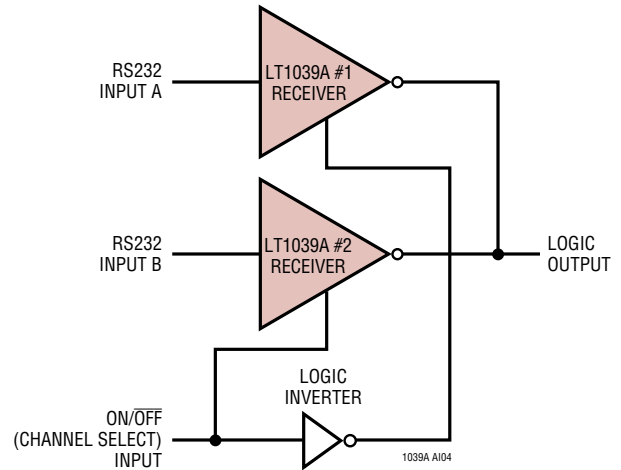 RS232
INPUT A
LT1039A #1
RECEIVER
RS232
INPUT B
LT1039A #2
RECEIVER
LOGIC
OUTPUT
LOGIC
INVERTER
ON/OFF
(CHANNEL SELECT)
INPUT
1039A AI04